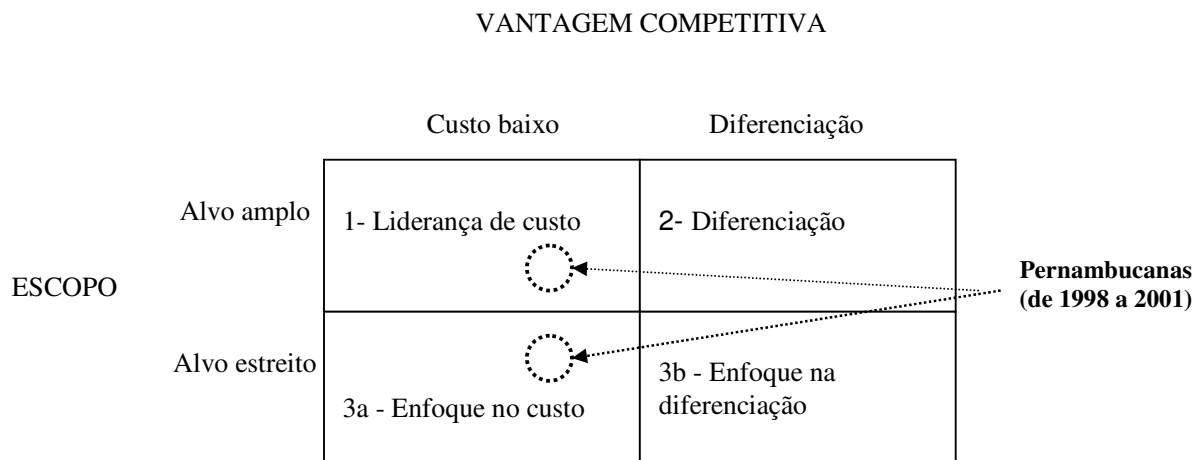 VANTAGEM COMPETITIVA
Custo baixo
Diferenciação
Alvo amplo
1- Liderança de custo
2- Diferenciação
ESCOPO
Pernambucanas
(de 1998 a 2001)
Alvo estreito
3a - Enfoque no custo
3b - Enfoque na
diferenciação